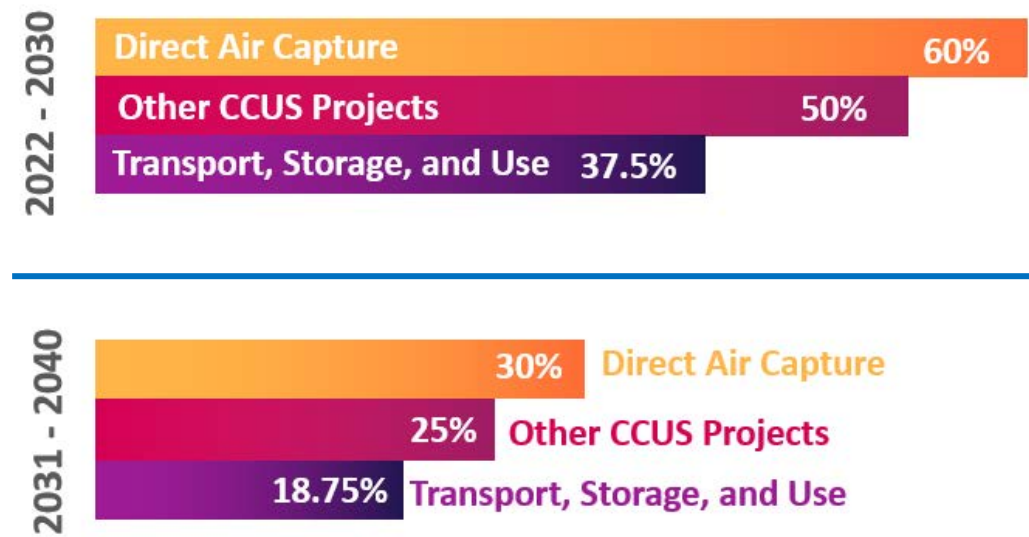 2022 - 2030
Direct Air Capture 60%
Other CCUS Projects 50%
Transport, Storage, and Use 37.5%
2031 - 2040
30% Direct Air Capture
25% Other CCUS Projects
18.75% Transport, Storage, and Use